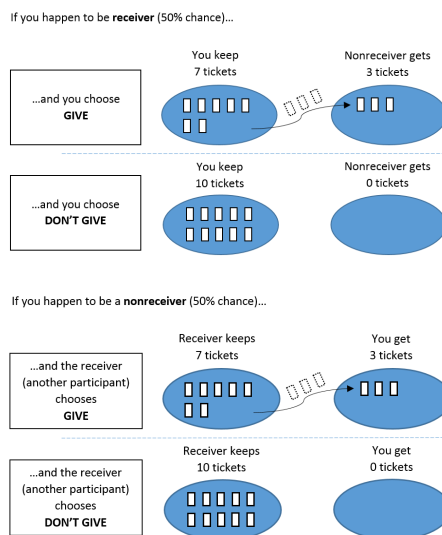 If you happen to be receiver (50% chance)…
You keep
7 tickets
Nonreceiver gets
3 tickets
…and you choose
GIVE
You keep
10 tickets
Nonreceiver gets
0 tickets
…and you choose
DON'T GIVE
If you happen to be a nonreceiver (50% chance)…
Receiver keeps
7 tickets
You get
3 tickets
…and the receiver
(another participant)
chooses
GIVE
Receiver keeps
10 tickets
You get
0 tickets
…and the receiver
(another participant)
chooses
DON'T GIVE